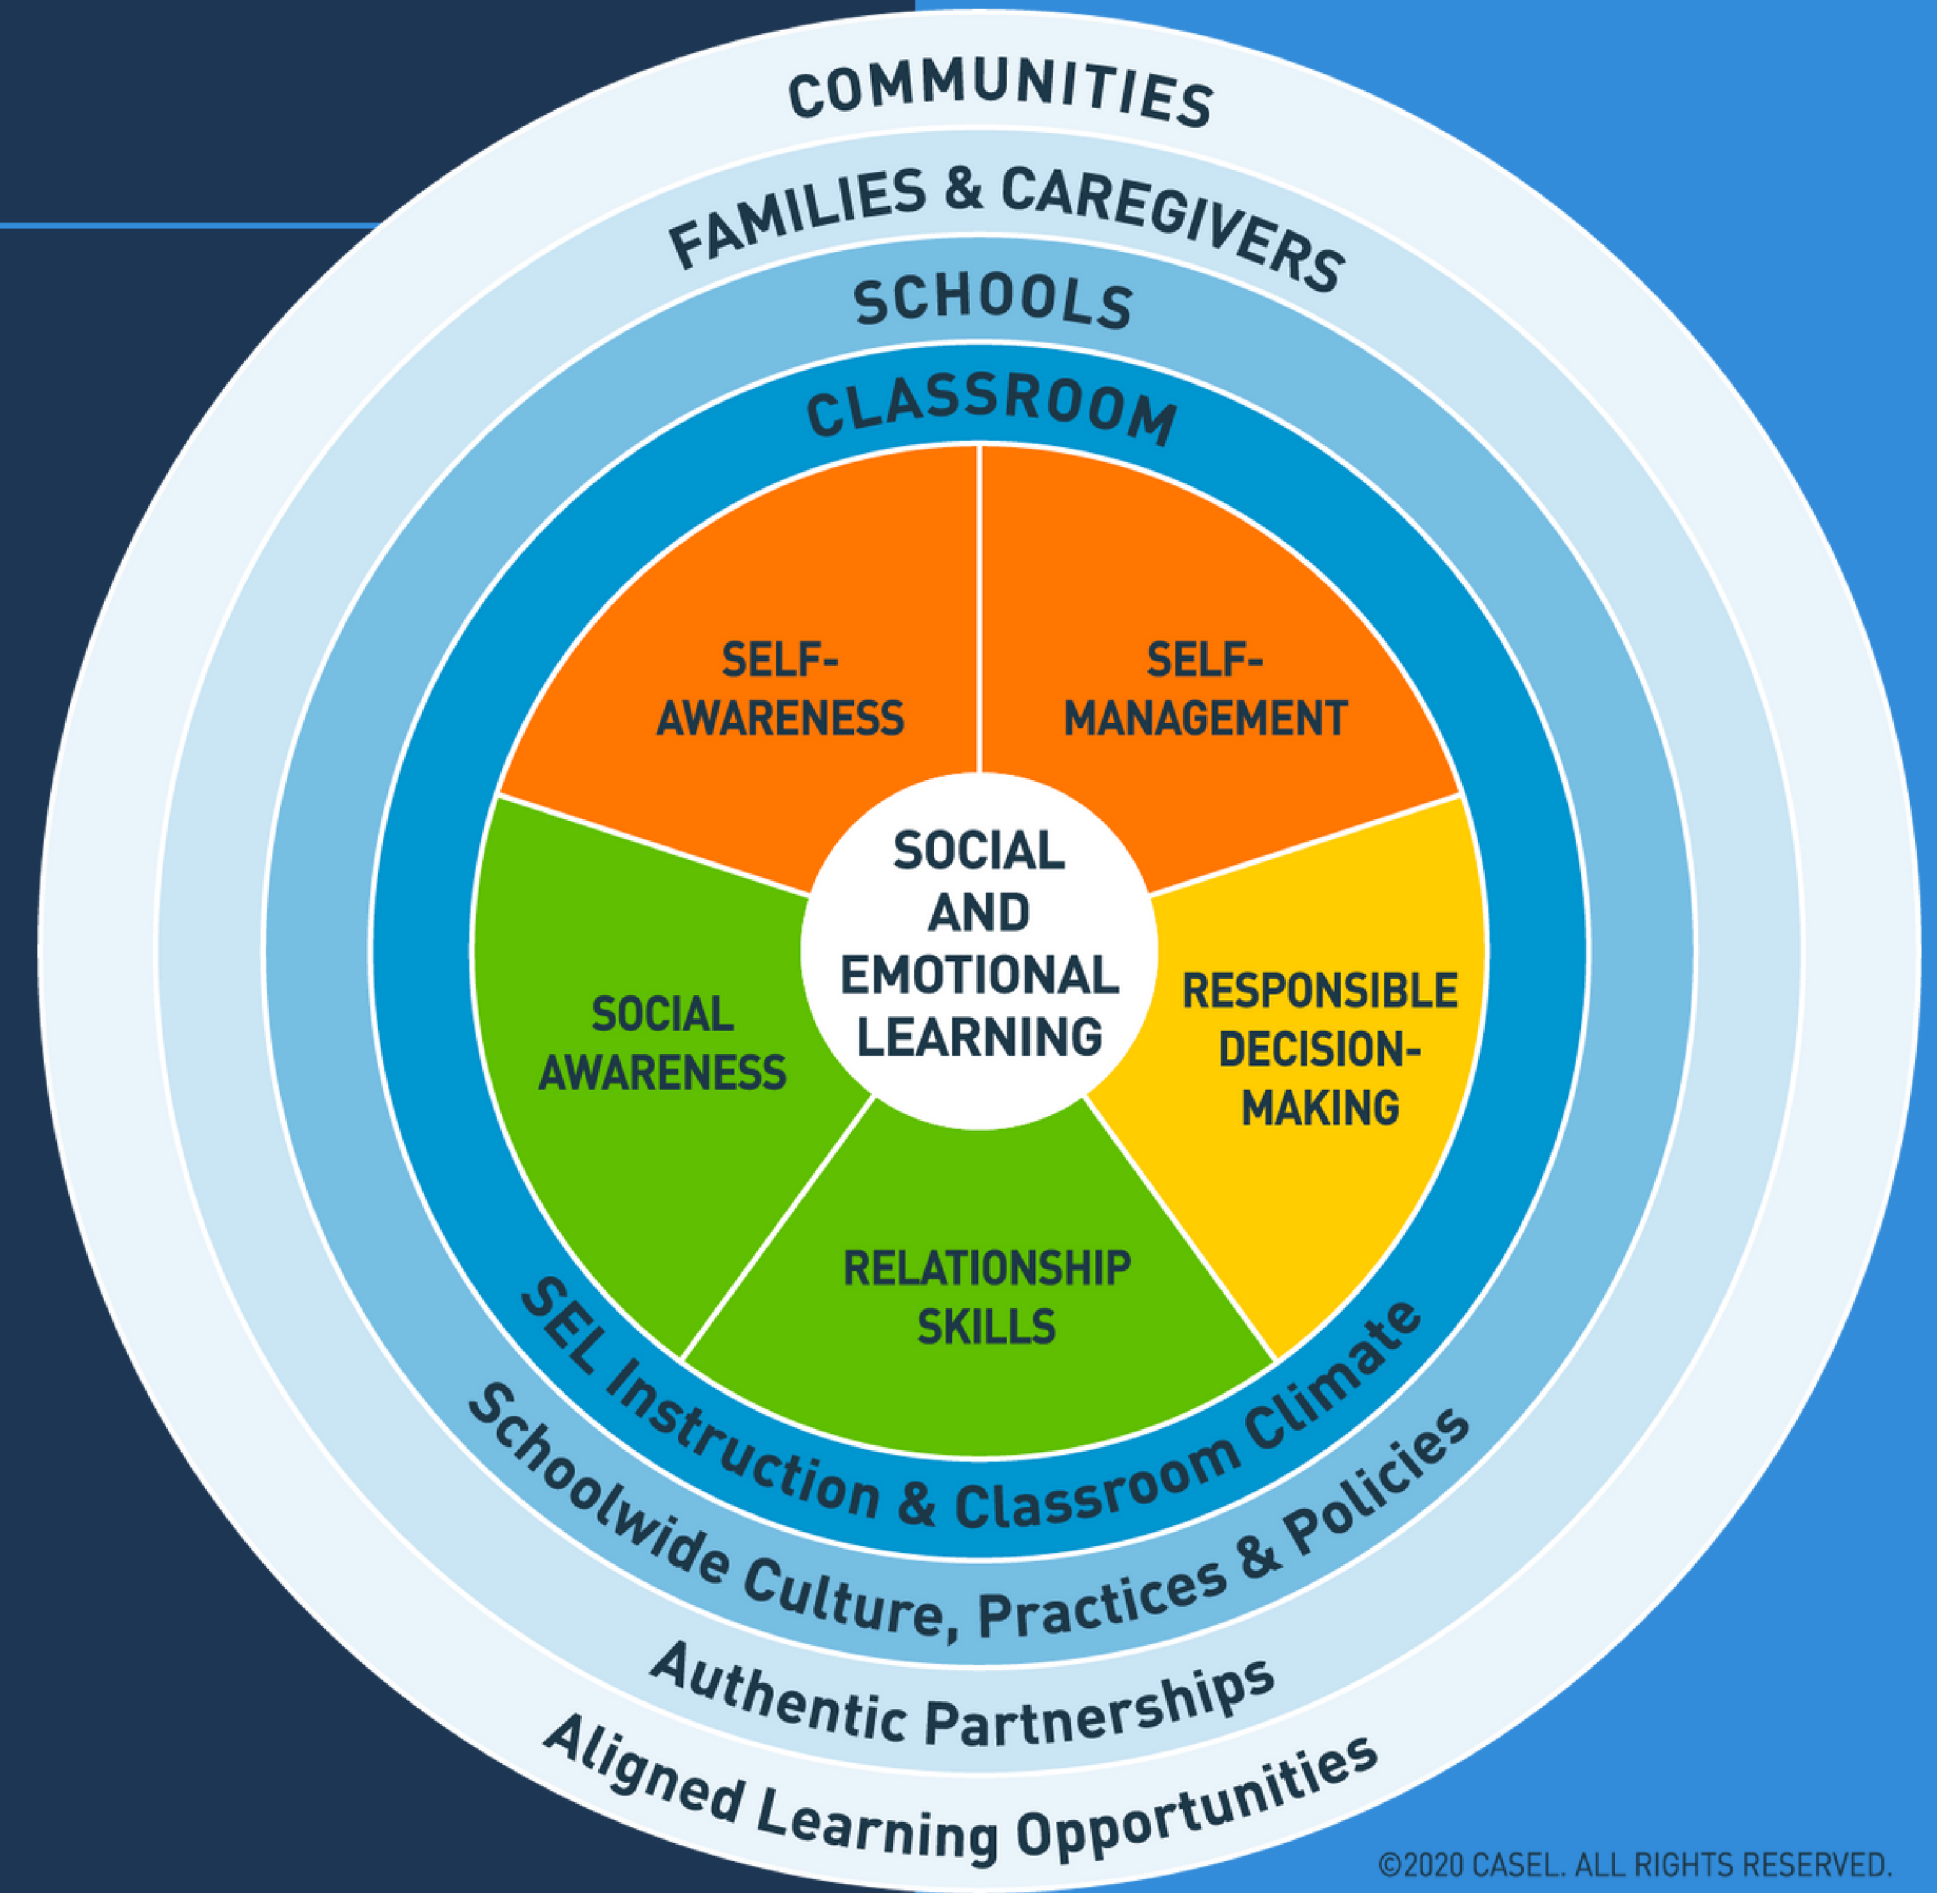 COMMUNITIES
FAMILIES & CAREGIVERS
SCHOOLS
CLASSROOM
SELF-
AWARENESS
SELF-
MANAGEMENT
SOCIAL
AND
EMOTIONAL
LEARNING
SOCIAL
AWARENESS
RESPONSIBLE
DECISION-
MAKING
RELATIONSHIP
SKILLS
SEL Instruction & Classroom Climate
Schoolwide Culture, Practices & Policies
Authentic Partnerships
Aligned Learning Opportunities
©2020 CASEL. ALL RIGHTS RESERVED.